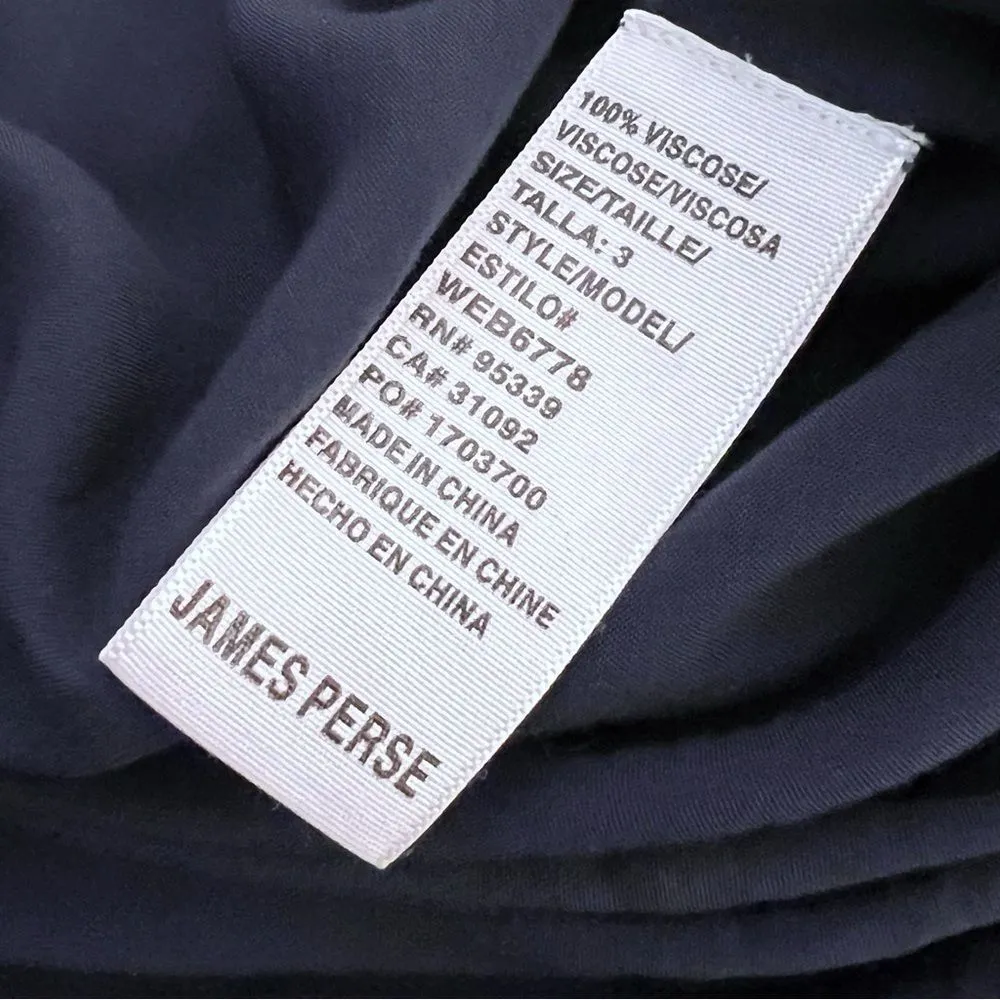 100% VISCOSE/
VISCOSE/VISCOSA
SIZE/TAILLE/
TALLA: 3
STYLE/MODEL/
ESTILO#
WEB6778
RN# 95339
CA# 31092
PO# 1703700
MADE IN CHINA
FABRIQUE EN CHINE
HECHO EN CHINA
JAMES PERSE